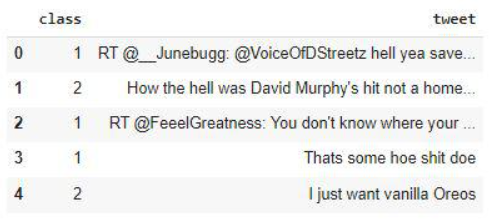 class tweet
0 1 RT @__Junebugg: @VoiceOfDStreetz hell yea save...
1 2 How the hell was David Murphy's hit not a home...
2 1 RT @FeeelGreatness: You don't know where your ...
3 1 Thats some hoe shit doe
4 2 I just want vanilla Oreos